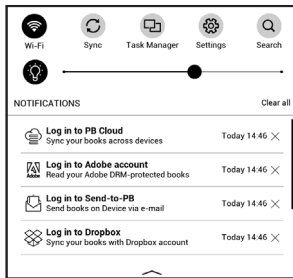 Wi-Fi Sync Task Manager Settings Search
NOTIFICATIONS Clear all
Log in to PB Cloud
Sync your books across devices
Today 14:46
Log in to Adobe account
Read your Adobe DRM-protected books
Today 14:46
Adobe
Log in to Send-to-PB
Send books on Device via e-mail
Today 14:46
Log in to Dropbox
Sync your books with Dropbox account
Today 14:46